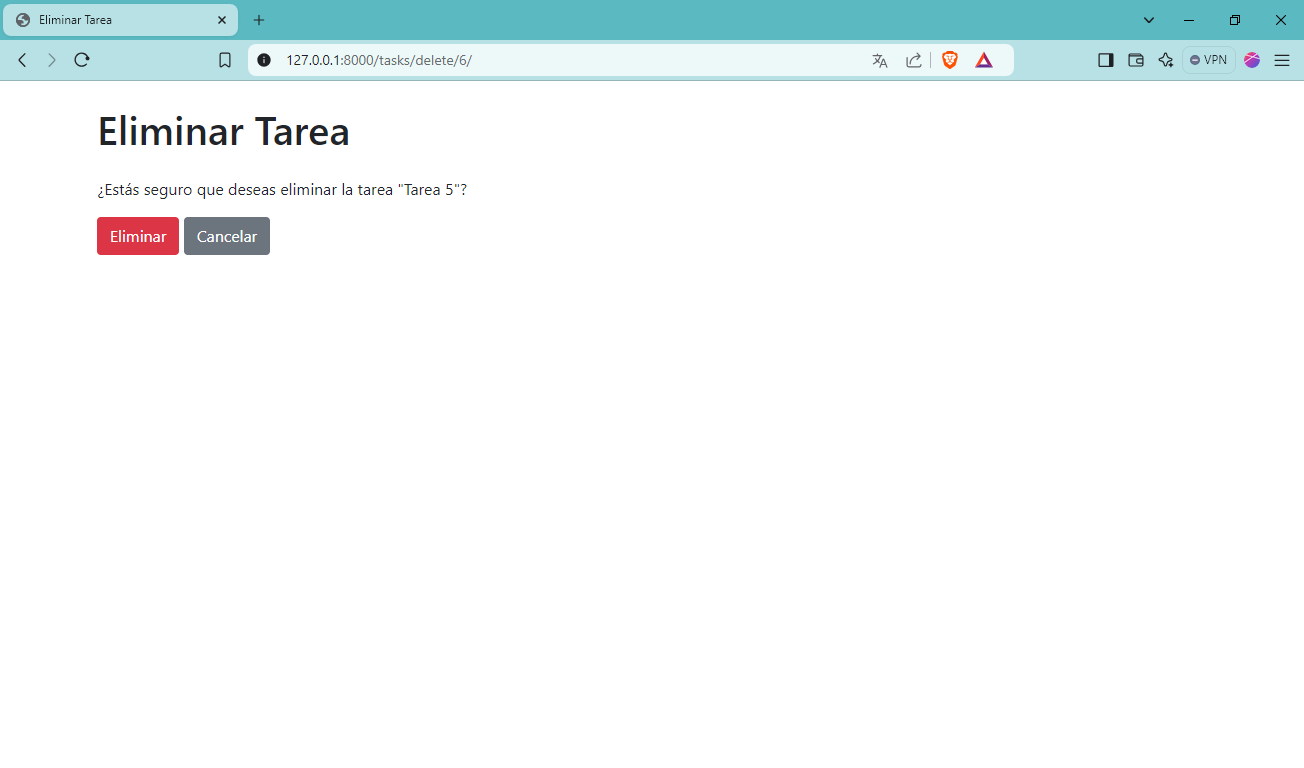 Eliminar Tarea
127.0.0.1:8000/tasks/delete/6/
VPN
Eliminar Tarea
¿Estás seguro que deseas eliminar la tarea "Tarea 5"?
Eliminar Cancelar